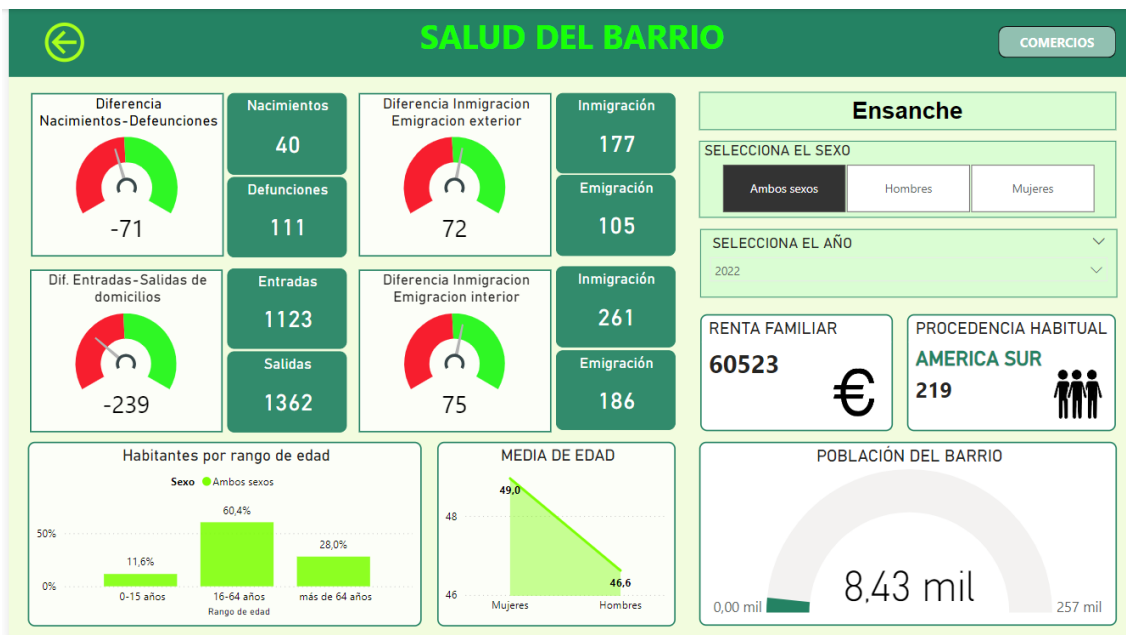 SALUD DEL BARRIO
COMERCIOS
Diferencia
Nacimientos-Defeunciones
-71
Nacimientos
40
Defunciones
111
Diferencia Inmigracion
Emigracion exterior
72
Inmigración
177
Emigración
105
Ensanche
SELECCIONA EL SEXO
Ambos sexos
Hombres
Mujeres
SELECCIONA EL AÑO
2022
Dif. Entradas-Salidas de
domicilios
-239
Entradas
1123
Salidas
1362
Diferencia Inmigracion
Emigracion interior
75
Inmigración
261
Emigración
186
RENTA FAMILIAR
60523
€
PROCEDENCIA HABITUAL
AMERICA SUR
219
Habitantes por rango de edad
Sexo Ambos sexos
50%
0%
11,6%
60,4%
28,0%
0-15 años
16-64 años
más de 64 años
Rango de edad
MEDIA DE EDAD
48
46
49,0
46,6
Mujeres
Hombres
POBLACIÓN DEL BARRIO
8,43 mil
0,00 mil
257 mil